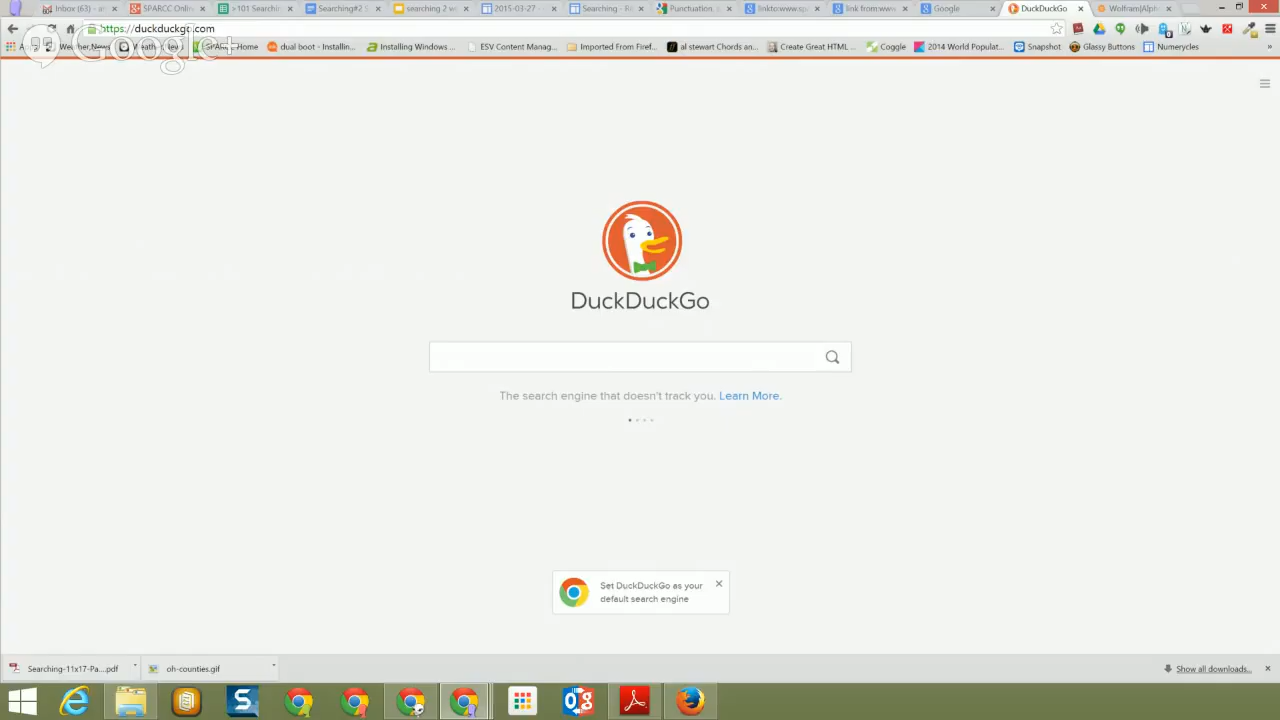 Inbox (63) - a
SPARCC Online
>101 Searching
Searching#2 S
searching 2 w
2015-03-27 -
Searching - R
Punctuation,
linkto:www.sp
link from:www
Google
DuckDuckGo
Wolfram|Alph
https://duckduckgo.com
Google+
Weather.News
Home
dual boot - Installin...
Installing Windows ...
ESV Content Manag...
Imported From Firef...
al stewart Chords an...
Create Great HTML ...
Coggle
2014 World Populat...
Snapshot
Glassy Buttons
Numerycles
»
DuckDuckGo
The search engine that doesn't track you. Learn More.
Set DuckDuckGo as your
default search engine
Searching-11x17-Pa....pdf
oh-counties.gif
Show all downloads...